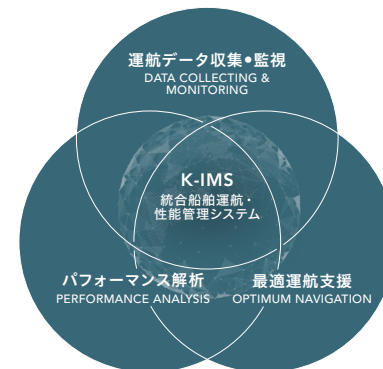 運航データ収集•監視
DATA COLLECTING &
MONITORING
K-IMS
統合船舶運航・
性能管理システム
パフォーマンス解析
PERFORMANCE ANALYSIS
最適運航支援
OPTIMUM NAVIGATION